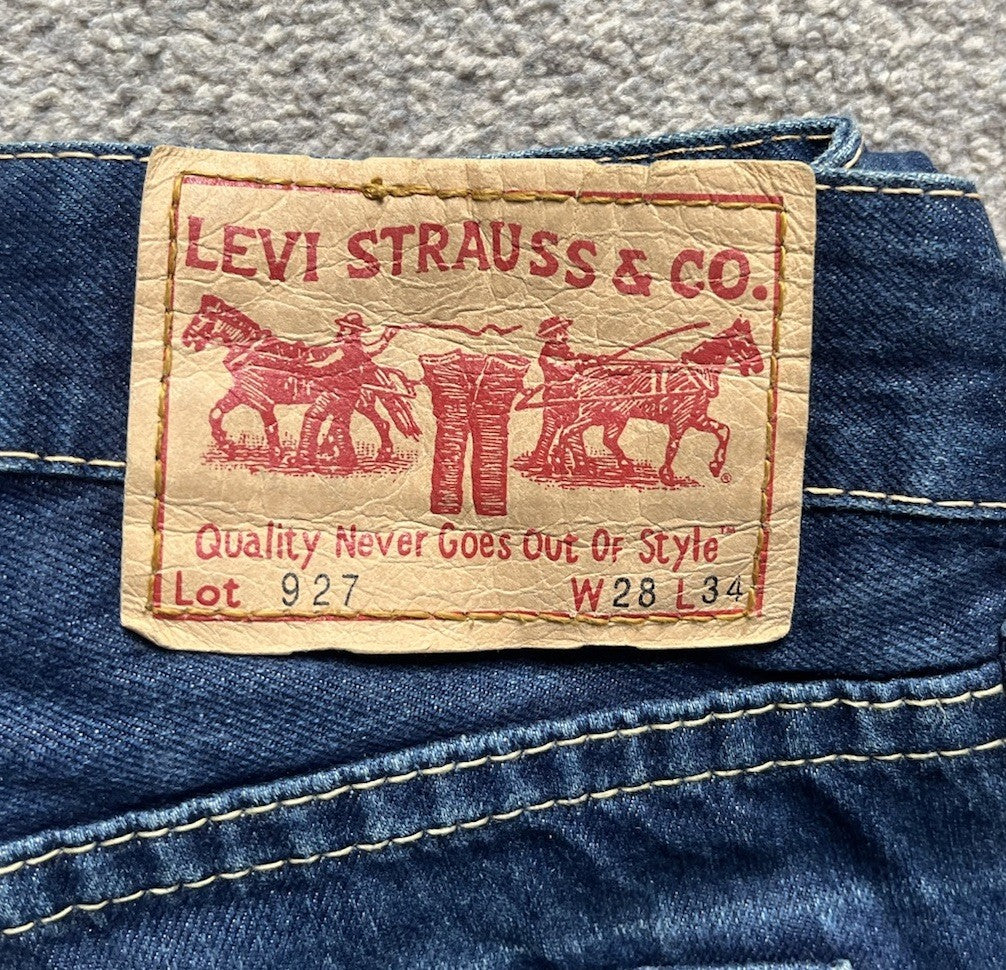 LEVI STRAUSS & CO.
®
Quality Never Goes Out Of Style™
Lot 927 W28 L34